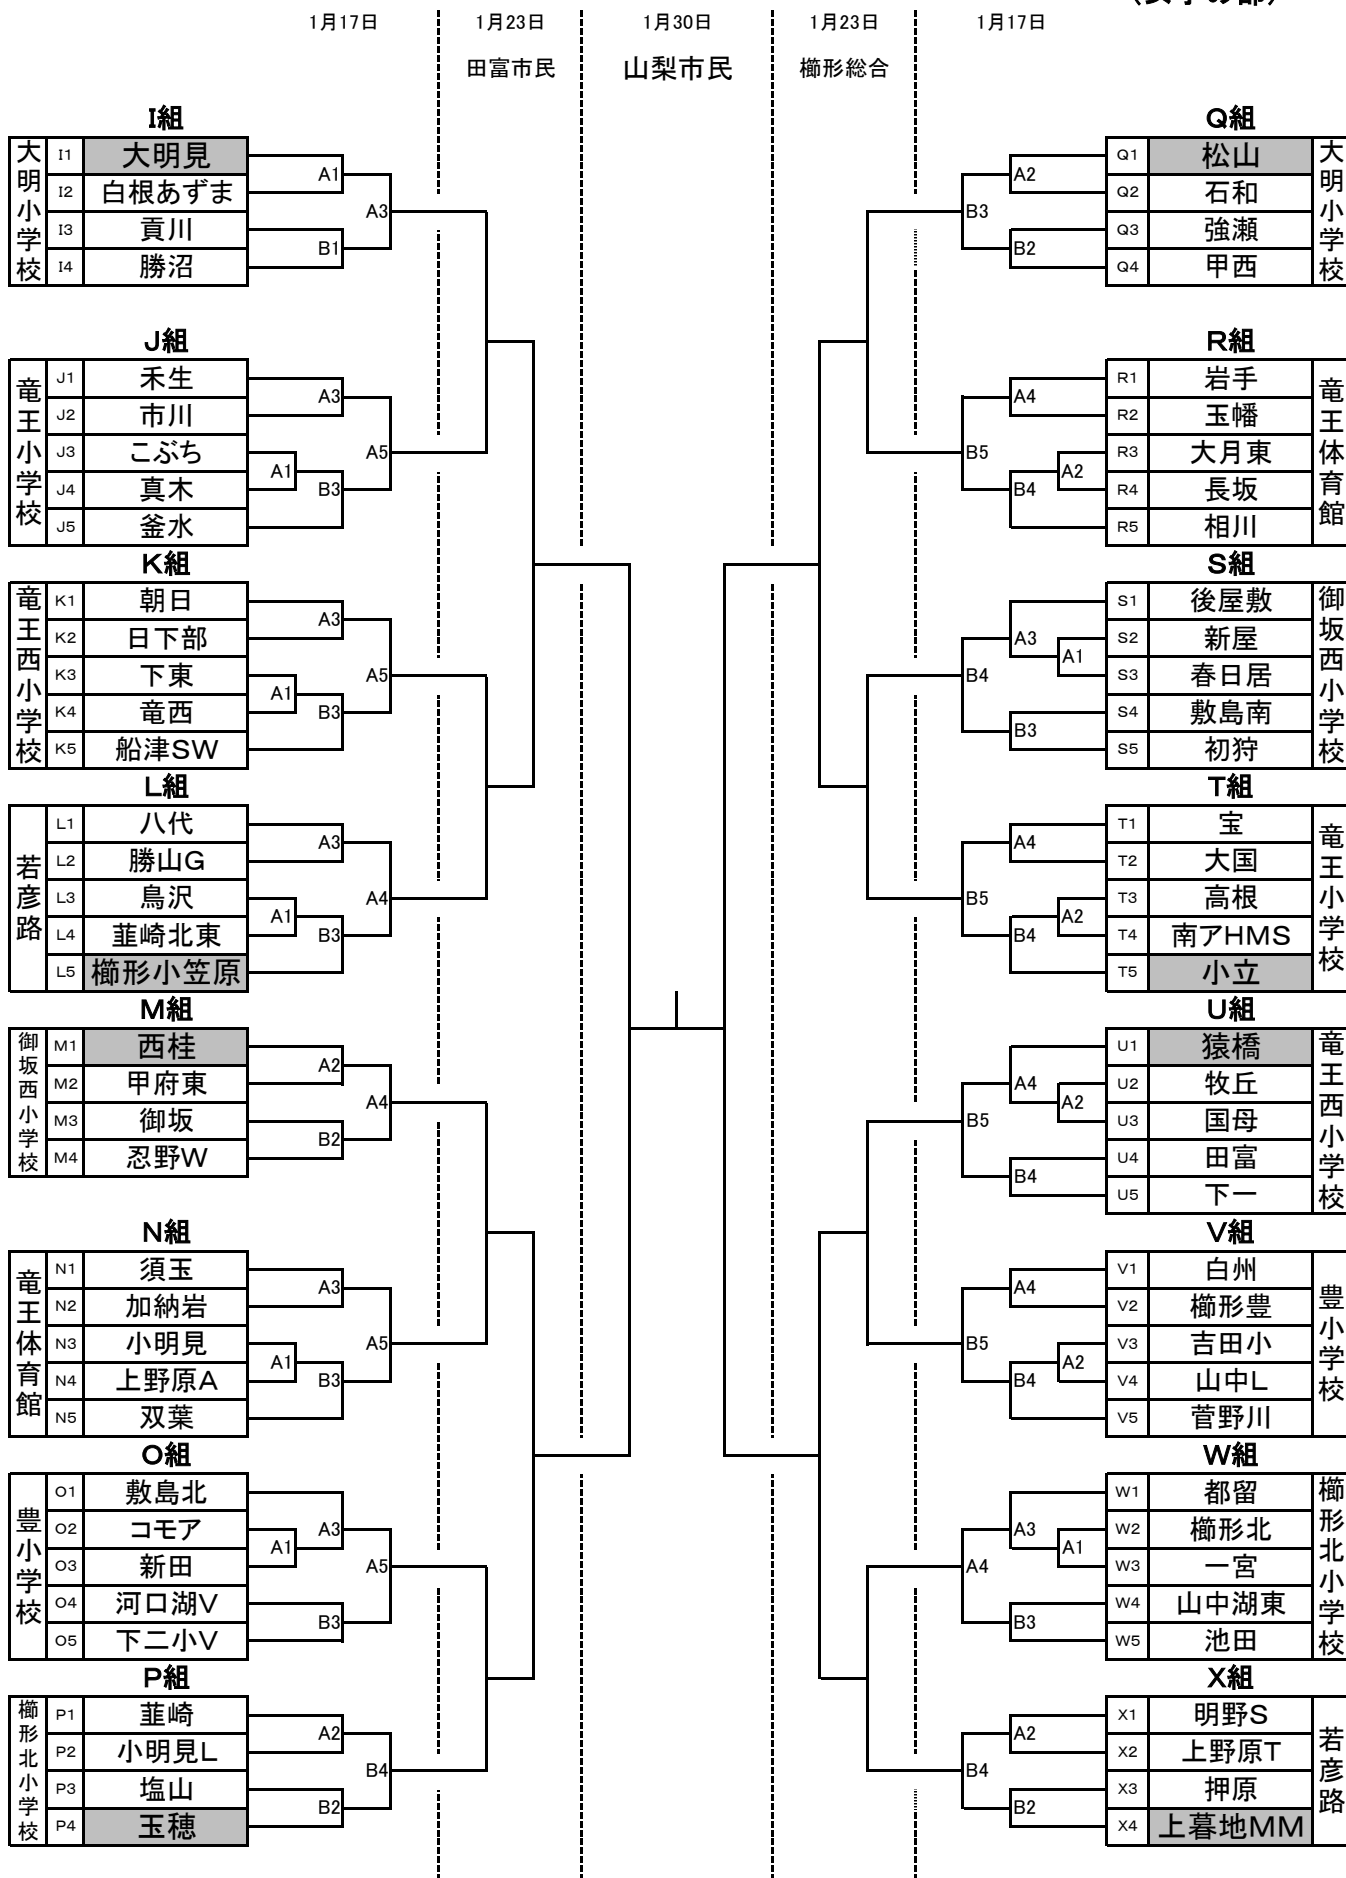 1月17日 1月23日 1月30日 1月23日 1月17日
田富市民 山梨市民 櫛形総合
I組
大明小学校
I1 大明見
I2 白根あずま
I3 貢川
I4 勝沼
A1
B1
A3
J組
竜王小学校
J1 禾生
J2 市川
J3 こぶち
J4 真木
J5 釜水
A3
A1
B3
A5
K組
竜王西小学校
K1 朝日
K2 日下部
K3 下東
K4 竜西
K5 船津SW
A3
A1
B3
A5
L組
若彦路
L1 八代
L2 勝山G
L3 鳥沢
L4 韮崎北東
L5 櫛形小笠原
A3
A1
B3
A4
M組
御坂西小学校
M1 西桂
M2 甲府東
M3 御坂
M4 忍野W
A2
B2
A4
N組
竜王体育館
N1 須玉
N2 加納岩
N3 小明見
N4 上野原A
N5 双葉
A3
A1
B3
A5
O組
豊小学校
O1 敷島北
O2 コモア
O3 新田
O4 河口湖V
O5 下二小V
A3
A1
B3
A5
P組
櫛形北小学校
P1 韮崎
P2 小明見L
P3 塩山
P4 玉穂
A2
B2
B4
Q組
大明小学校
Q1 松山
Q2 石和
Q3 強瀬
Q4 甲西
A2
B2
B3
R組
竜王体育館
R1 岩手
R2 玉幡
R3 大月東
R4 長坂
R5 相川
A4
A2
B4
B5
S組
御坂西小学校
S1 後屋敷
S2 新屋
S3 春日居
S4 敷島南
S5 初狩
A3
A1
B3
B4
T組
竜王小学校
T1 宝
T2 大国
T3 高根
T4 南アHMS
T5 小立
A4
A2
B4
B5
U組
竜王西小学校
U1 猿橋
U2 牧丘
U3 国母
U4 田富
U5 下一
A4
A2
B4
B5
V組
豊小学校
V1 白州
V2 櫛形豊
V3 吉田小
V4 山中L
V5 菅野川
A4
A2
B4
B5
W組
櫛形北小学校
W1 都留
W2 櫛形北
W3 一宮
W4 山中湖東
W5 池田
A3
A1
B3
A4
X組
若彦路
X1 明野S
X2 上野原T
X3 押原
X4 上暮地MM
A2
B2
B4